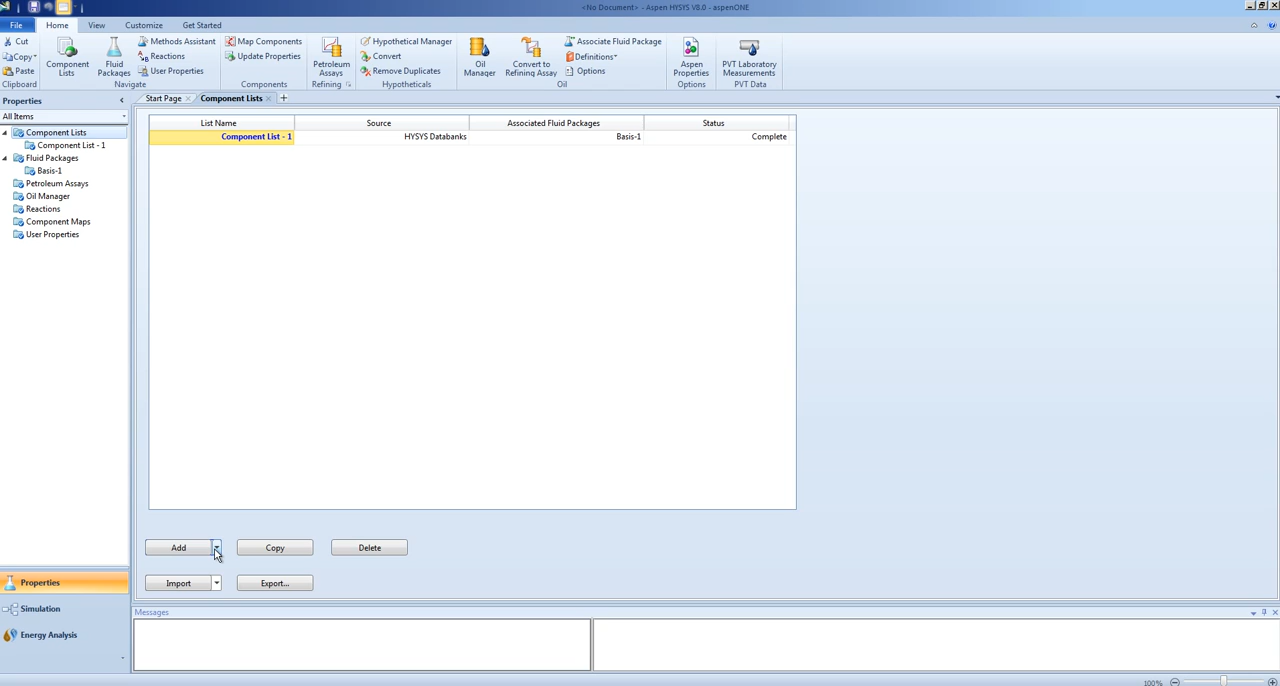 <No Document> - Aspen HYSYS V8.0 - aspenONE
File Home View Customize Get Started
Cut
Copy
Paste
Clipboard
Component Lists
Fluid Packages
Methods Assistant
Reactions
User Properties
Navigate
Map Components
Update Properties
Components
Petroleum Assays
Refining
Hypothetical Manager
Convert
Remove Duplicates
Hypotheticals
Oil Manager
Convert to Refining Assay
Associate Fluid Package
Definitions
Options
Oil
Aspen Properties
Options
PVT Laboratory Measurements
PVT Data
Properties
All Items
Component Lists
Component List - 1
Fluid Packages
Basis-1
Petroleum Assays
Oil Manager
Reactions
Component Maps
User Properties
Properties
Simulation
Energy Analysis
Start Page Component Lists +
List Name Source Associated Fluid Packages Status
Component List - 1 HYSYS Databanks Basis-1 Complete
Add Copy Delete
Import Export...
Messages
100%